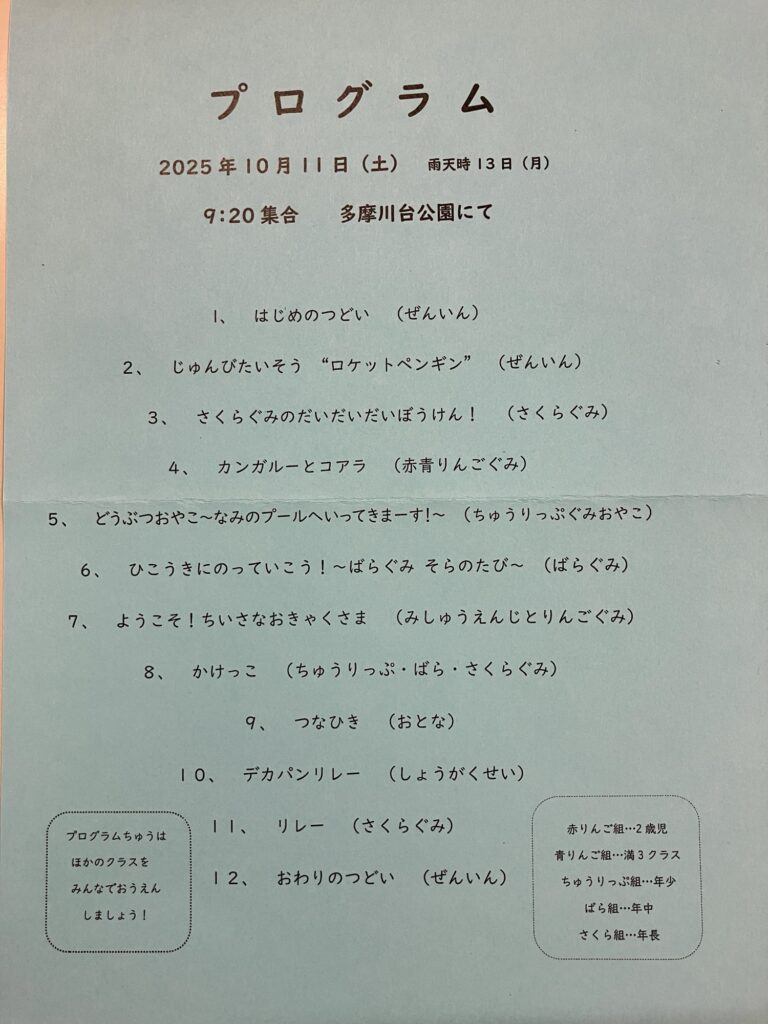 プログラム
2025年10月11日（土）　雨天時13日（月）
9:20集合　多摩川台公園にて
1、　はじめのつどい　（ぜんいん）
2、　じゅんびたいそう　“ロケットペンギン”　（ぜんいん）
3、　さくらぐみのだいだいだいぼうけん！　（さくらぐみ）
4、　カンガルーとコアラ　（赤青りんごぐみ）
5、　どうぶつおやこ～なみのプールへいってきまーす!～　（ちゅうりっぷぐみおやこ）
6、　ひこうきにのっていこう！～ばらぐみ そらのたび～　（ばらぐみ）
7、　ようこそ！ちいさなおきゃくさま　（みしゅうえんじとりんごぐみ）
8、　かけっこ　（ちゅうりっぷ・ばら・さくらぐみ）
9、　つなひき　（おとな）
10、　デカパンリレー　（しょうがくせい）
11、　リレー　（さくらぐみ）
12、　おわりのつどい　（ぜんいん）
プログラムちゅうは
ほかのクラスを
みんなでおうえん
しましょう！
赤りんご組…2歳児
青りんご組…満3クラス
ちゅうりっぷ組…年少
ばら組…年中
さくら組…年長